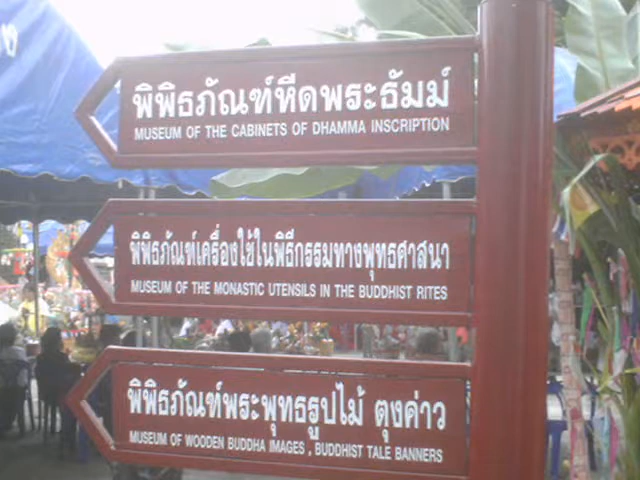 พิพิธภัณฑ์หีดพระธัมม์
MUSEUM OF THE CABINETS OF DHAMMA INSCRIPTION
พิพิธภัณฑ์เครื่องใช้ในพิธีกรรมทางพุทธศาสนา
MUSEUM OF THE MONASTIC UTENSILS IN THE BUDDHIST RITES
พิพิธภัณฑ์พระพุทธรูปไม้ ตุงค่าว
MUSEUM OF WOODEN BUDDHA IMAGES , BUDDHIST TALE BANNERS